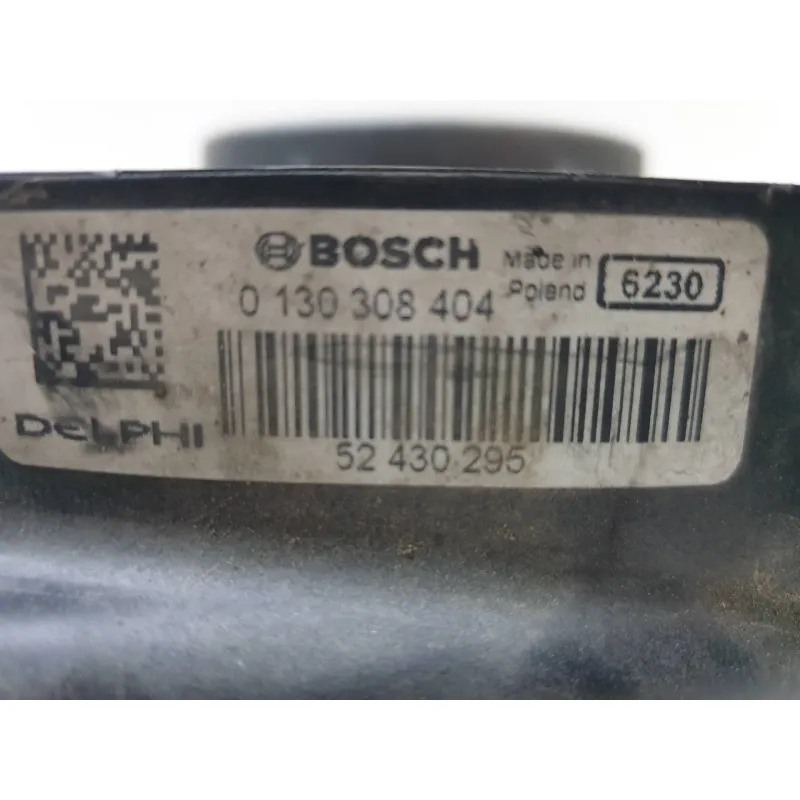 BOSCH Made in
Poland 6230
0 130 308 404
DELPHI
52 430 295